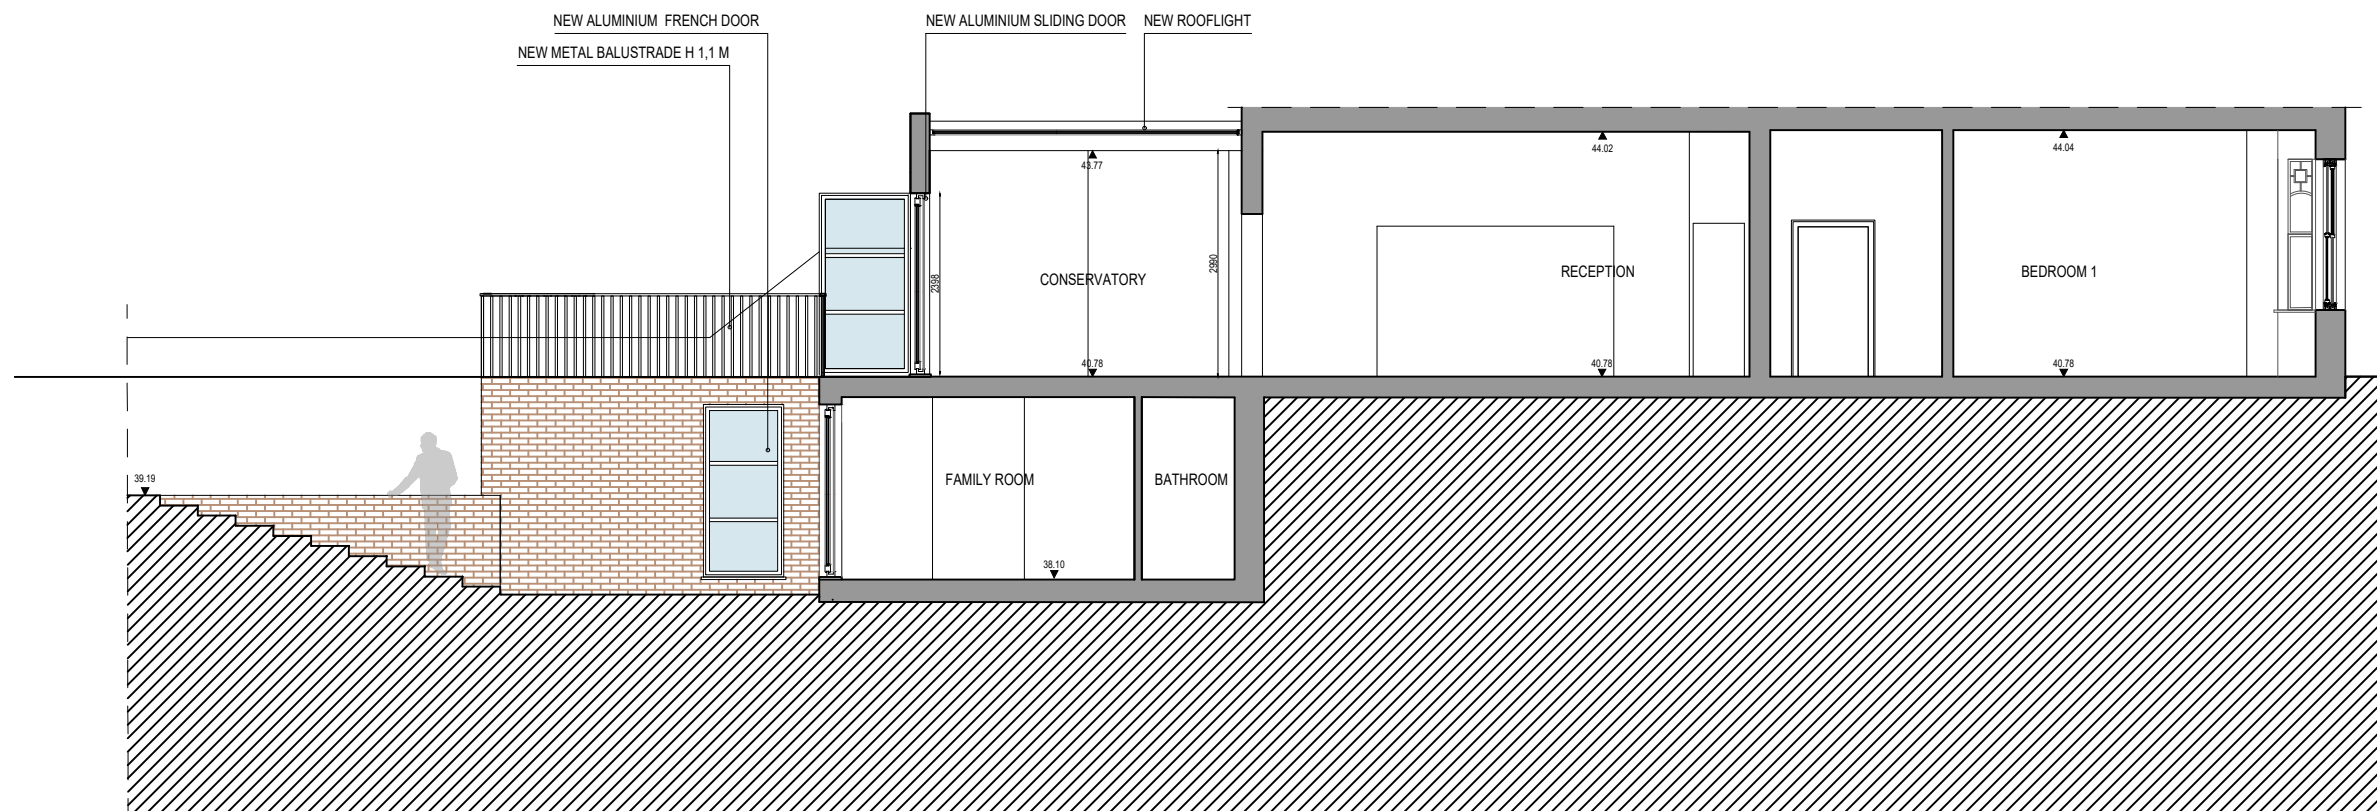 NEW ALUMINIUM FRENCH DOOR
NEW ALUMINIUM SLIDING DOOR
NEW ROOFLIGHT
NEW METAL BALUSTRADE H 1,1 M
43.77
44.02
44.04
2398
2990
CONSERVATORY
RECEPTION
BEDROOM 1
40.78
40.78
40.78
39.19
FAMILY ROOM
BATHROOM
38.10